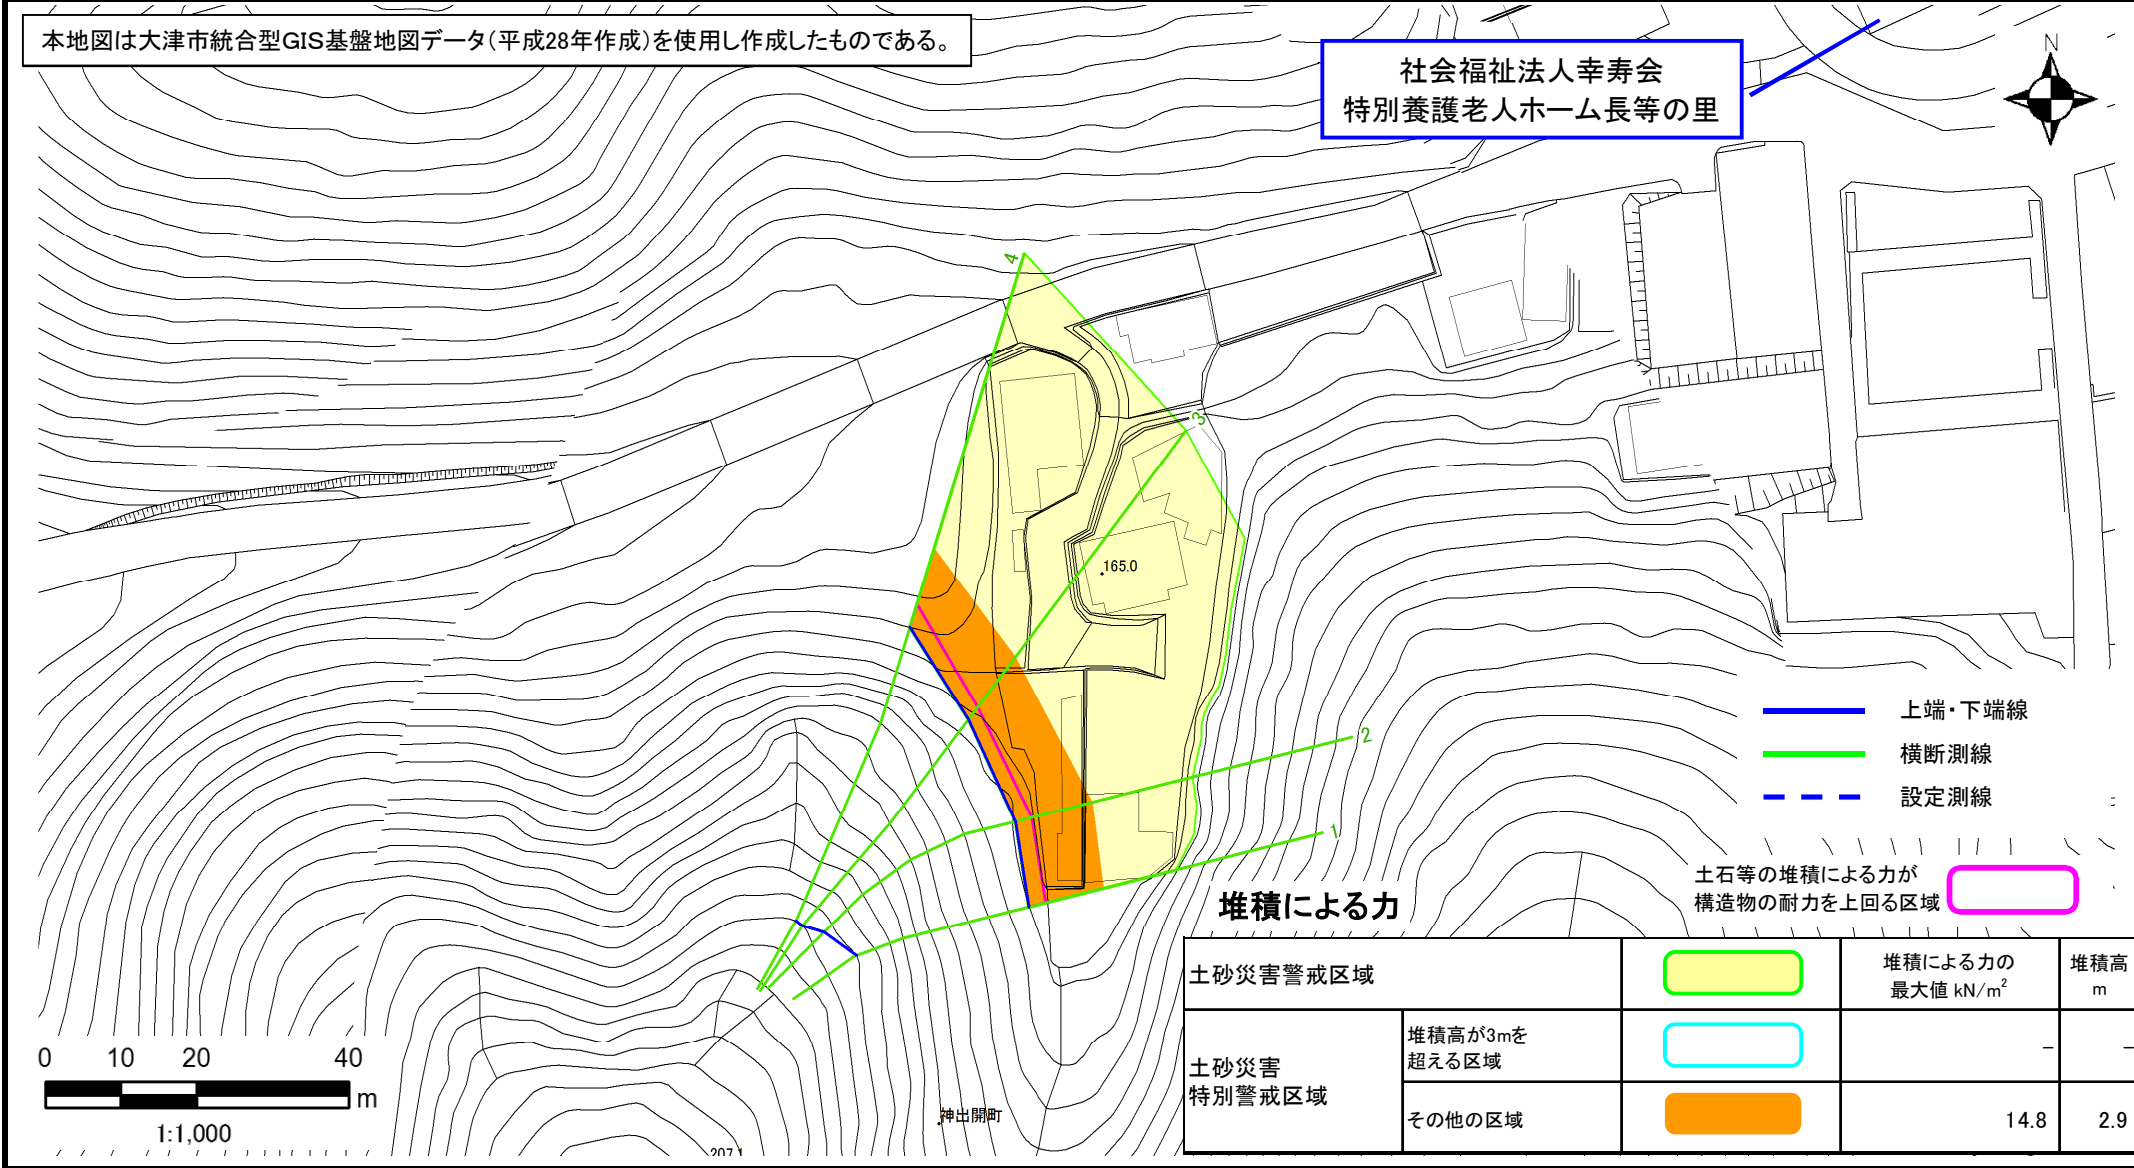 本地図は大津市統合型GIS基盤地図データ(平成28年作成)を使用し作成したものである。
社会福祉法人幸寿会
特別養護老人ホーム長等の里
N
4
3
165.0
2
1
上端・下端線
横断測線
設定測線
土石等の堆積による力が
構造物の耐力を上回る区域
堆積による力
土砂災害警戒区域
堆積による力の
最大値 kN/m²
堆積高
m
土砂災害
特別警戒区域
堆積高が3mを
超える区域
–
–
その他の区域
14.8
2.9
0 10 20 40
m
1:1,000
神出開町
207.1